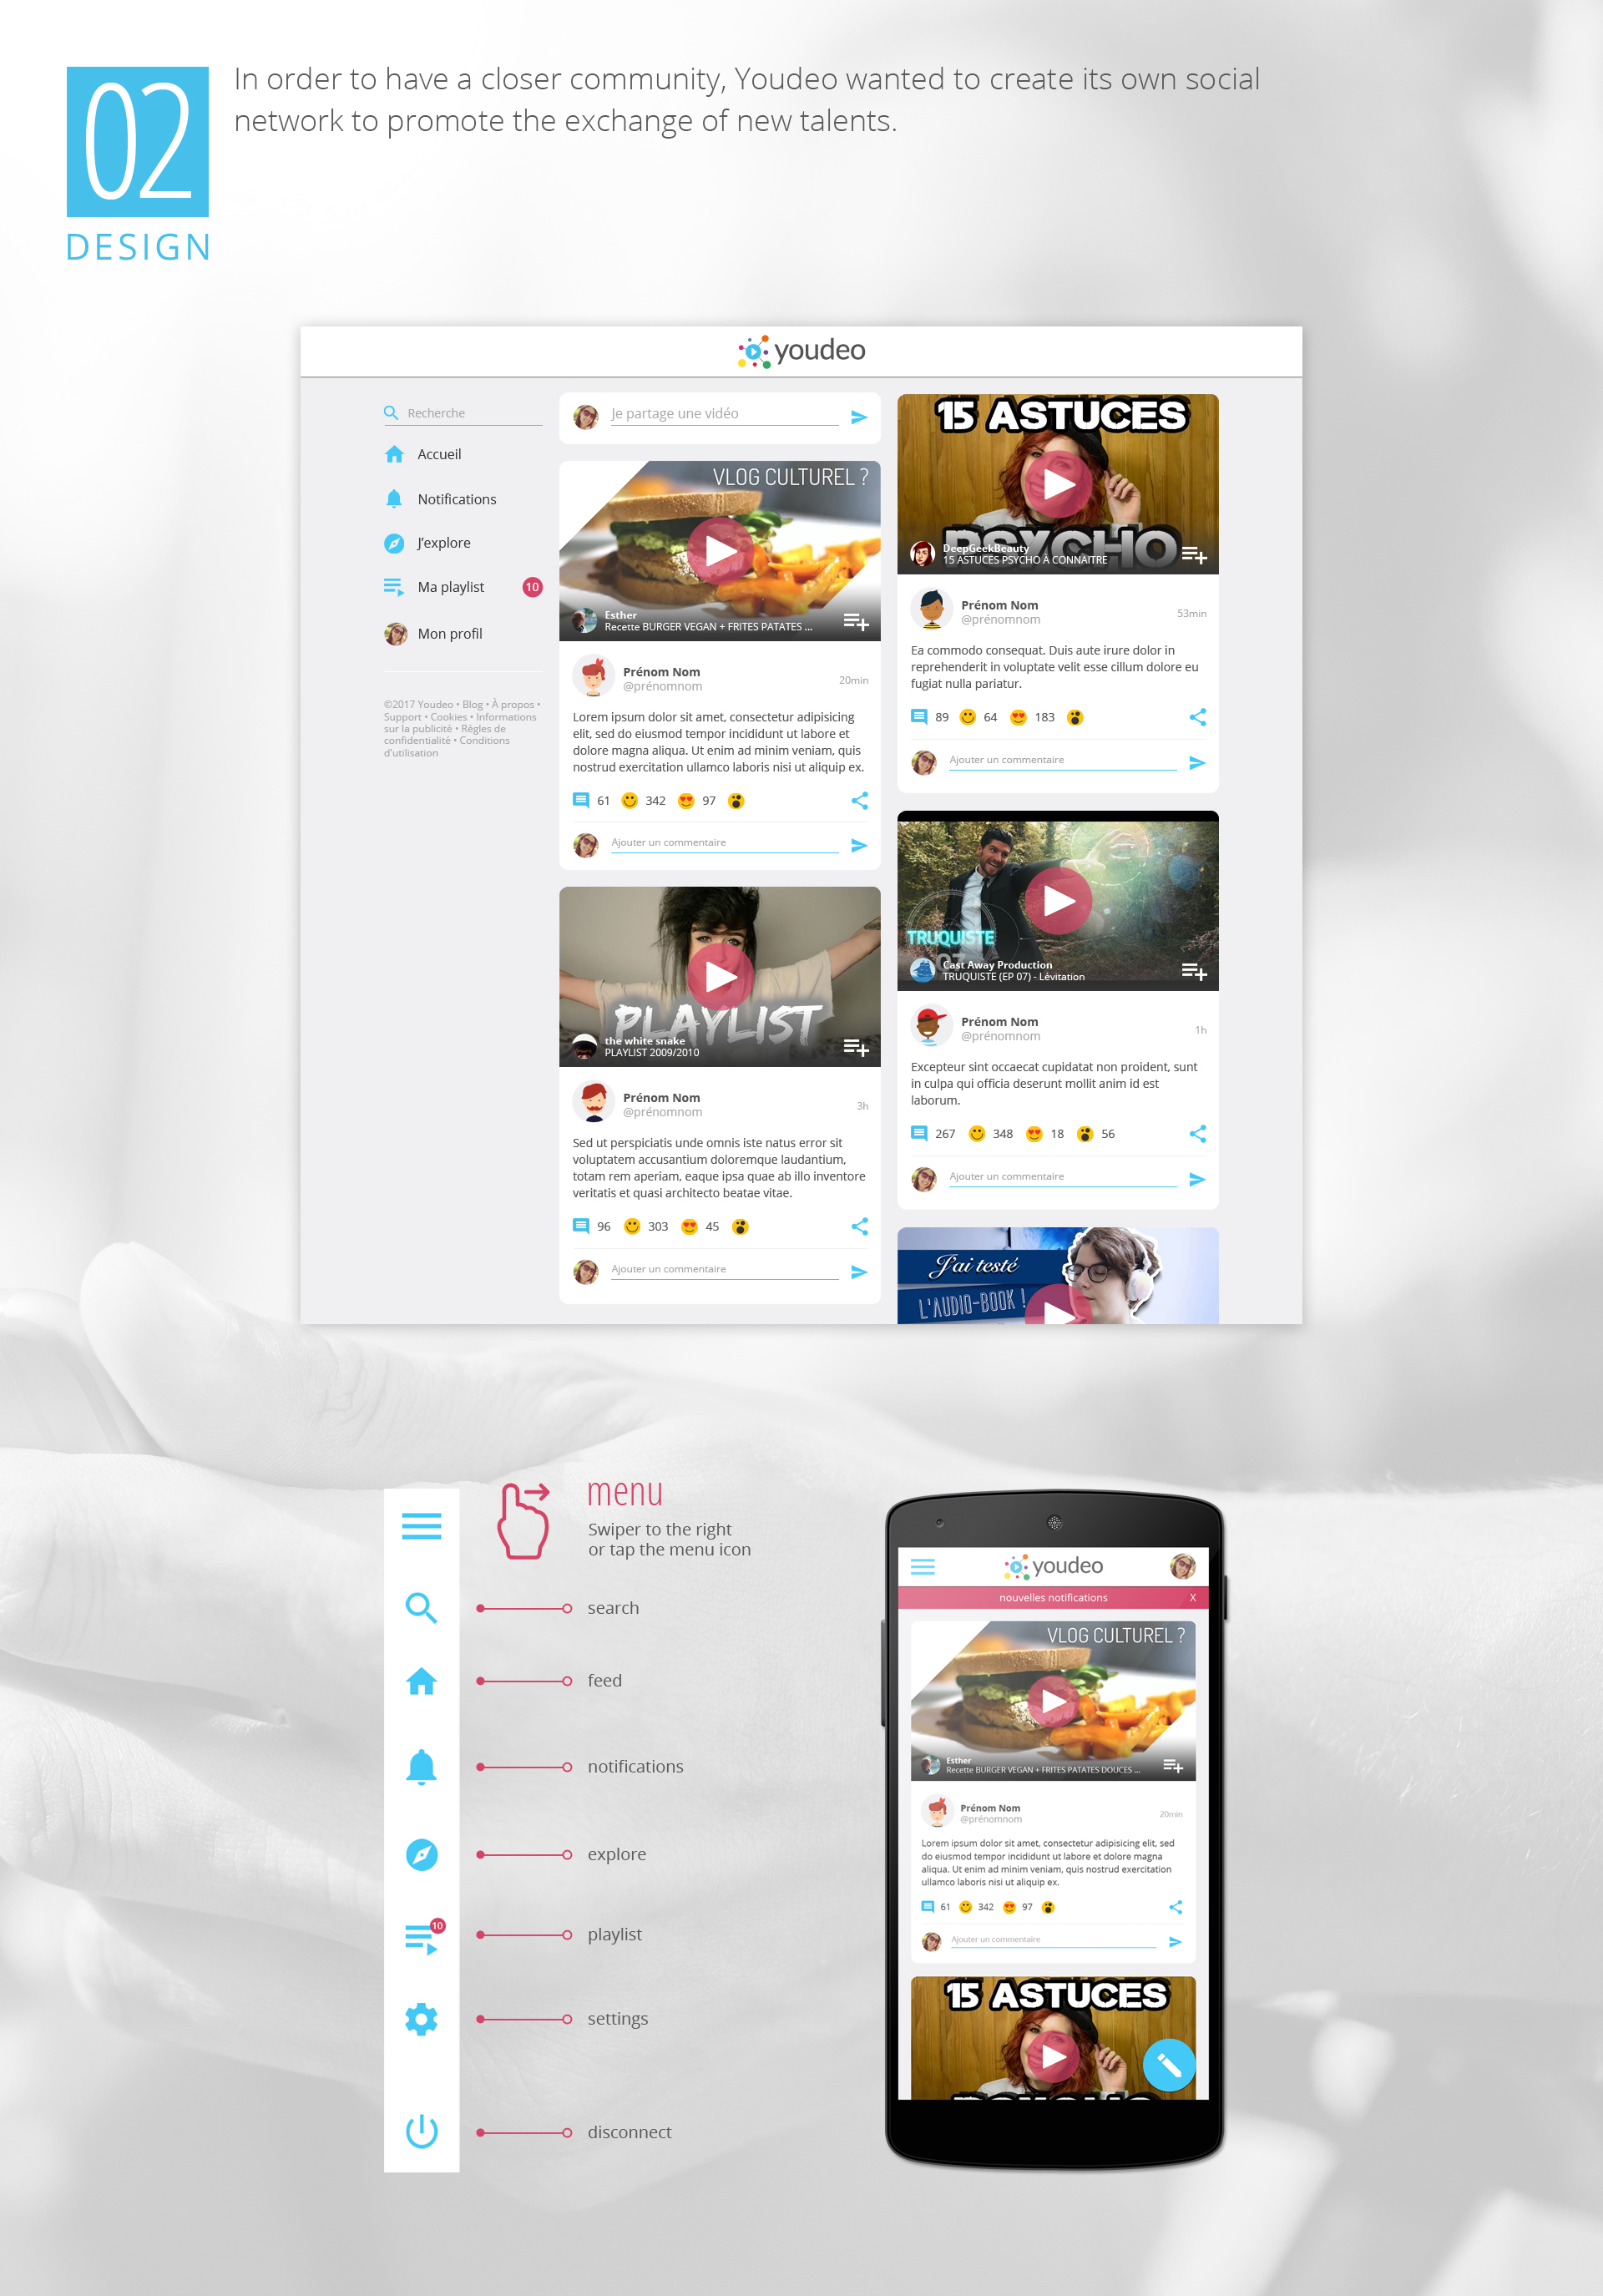 02
DESIGN
In order to have a closer community, Youdeo wanted to create its own social
network to promote the exchange of new talents.
youdeo
Recherche
Accueil
Notifications
J'explore
Ma playlist
10
Mon profil
©2017 Youdeo • Blog • À propos •
Support • Cookies • Informations
sur la publicité • Règles de
confidentialité • Conditions
d'utilisation
Je partage une vidéo
VLOG CULTUREL ?
Esther
Recette BURGER VEGAN + FRITES PATATES ...
Prénom Nom
@prénomnom
20min
Lorem ipsum dolor sit amet, consectetur adipisicing
elit, sed do eiusmod tempor incididunt ut labore et
dolore magna aliqua. Ut enim ad minim veniam, quis
nostrud exercitation ullamco laboris nisi ut aliquip ex.
61 342 97
Ajouter un commentaire
PLAYLIST
the white snake
PLAYLIST 2009/2010
Prénom Nom
@prénomnom
3h
Sed ut perspiciatis unde omnis iste natus error sit
voluptatem accusantium doloremque laudantium,
totam rem aperiam, eaque ipsa quae ab illo inventore
veritatis et quasi architecto beatae vitae.
96 303 45
Ajouter un commentaire
15 ASTUCES
PSYCHO
DeepGeekBeauty
15 ASTUCES PSYCHO À CONNAITRE
Prénom Nom
@prénomnom
53min
Ea commodo consequat. Duis aute irure dolor in
reprehenderit in voluptate velit esse cillum dolore eu
fugiat nulla pariatur.
89 64 183
Ajouter un commentaire
TRUQUISTE
07
Cast Away Production
TRUQUISTE (EP 07) - Lévitation
Prénom Nom
@prénomnom
1h
Excepteur sint occaecat cupidatat non proident, sunt
in culpa qui officia deserunt mollit anim id est
laborum.
267 348 18 56
Ajouter un commentaire
J'ai testé
L'AUDIO-BOOK !
menu
Swiper to the right
or tap the menu icon
search
feed
notifications
explore
10
playlist
settings
disconnect
youdeo
nouvelles notifications X
VLOG CULTUREL ?
Esther
Recette BURGER VEGAN + FRITES PATATES DOUCES ...
Prénom Nom
@prénomnom
20min
Lorem ipsum dolor sit amet, consectetur adipisicing elit, sed
do eiusmod tempor incididunt ut labore et dolore magna
aliqua. Ut enim ad minim veniam, quis nostrud exercitation
ullamco laboris nisi ut aliquip ex.
61 342 97
Ajouter un commentaire
15 ASTUCES
PSYCHO